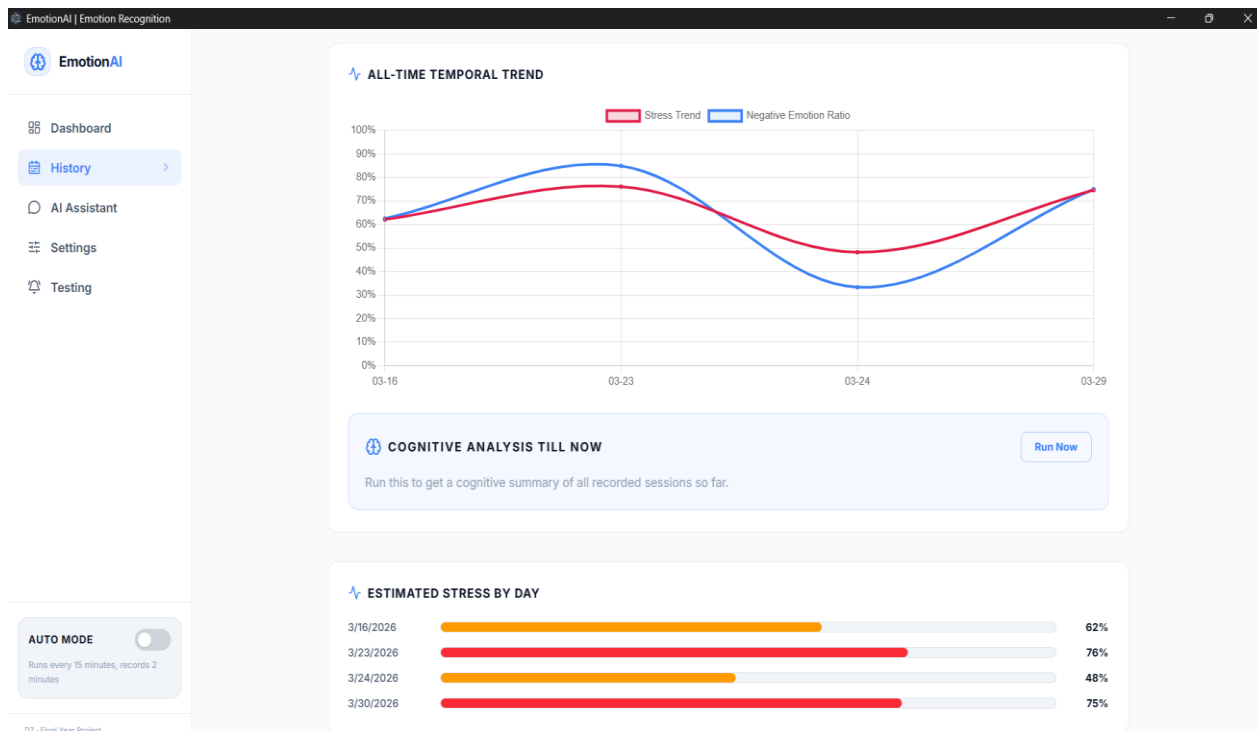 EmotionAI | Emotion Recognition
EmotionAI
Dashboard
History
AI Assistant
Settings
Testing
AUTO MODE
Runs every 15 minutes, records 2
minutes
ALL-TIME TEMPORAL TREND
Stress Trend Negative Emotion Ratio
100%
90%
80%
70%
60%
50%
40%
30%
20%
10%
0%
03-16 03-23 03-24 03-29
COGNITIVE ANALYSIS TILL NOW
Run Now
Run this to get a cognitive summary of all recorded sessions so far.
ESTIMATED STRESS BY DAY
3/16/2026 62%
3/23/2026 76%
3/24/2026 48%
3/30/2026 75%